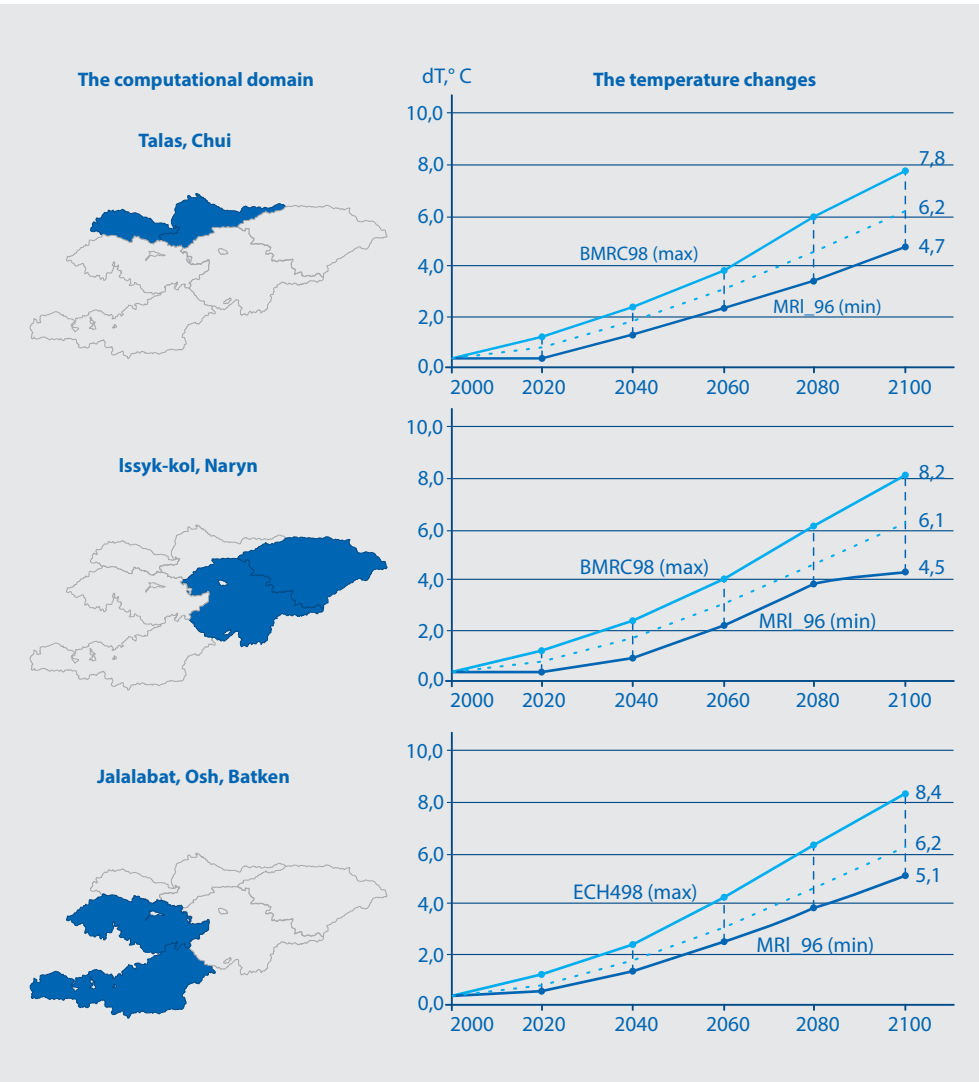 The computational domain
dT,° C
The temperature changes
Talas, Chui
10,0
8,0
6,0
4,0
2,0
0,0
BMRC98 (max)
MRI_96 (min)
7,8
6,2
4,7
2000 2020 2040 2060 2080 2100
Issyk-kol, Naryn
10,0
8,0
6,0
4,0
2,0
0,0
BMRC98 (max)
MRI_96 (min)
8,2
6,1
4,5
2000 2020 2040 2060 2080 2100
Jalalabat, Osh, Batken
10,0
8,0
6,0
4,0
2,0
0,0
ECH498 (max)
MRI_96 (min)
8,4
6,2
5,1
2000 2020 2040 2060 2080 2100